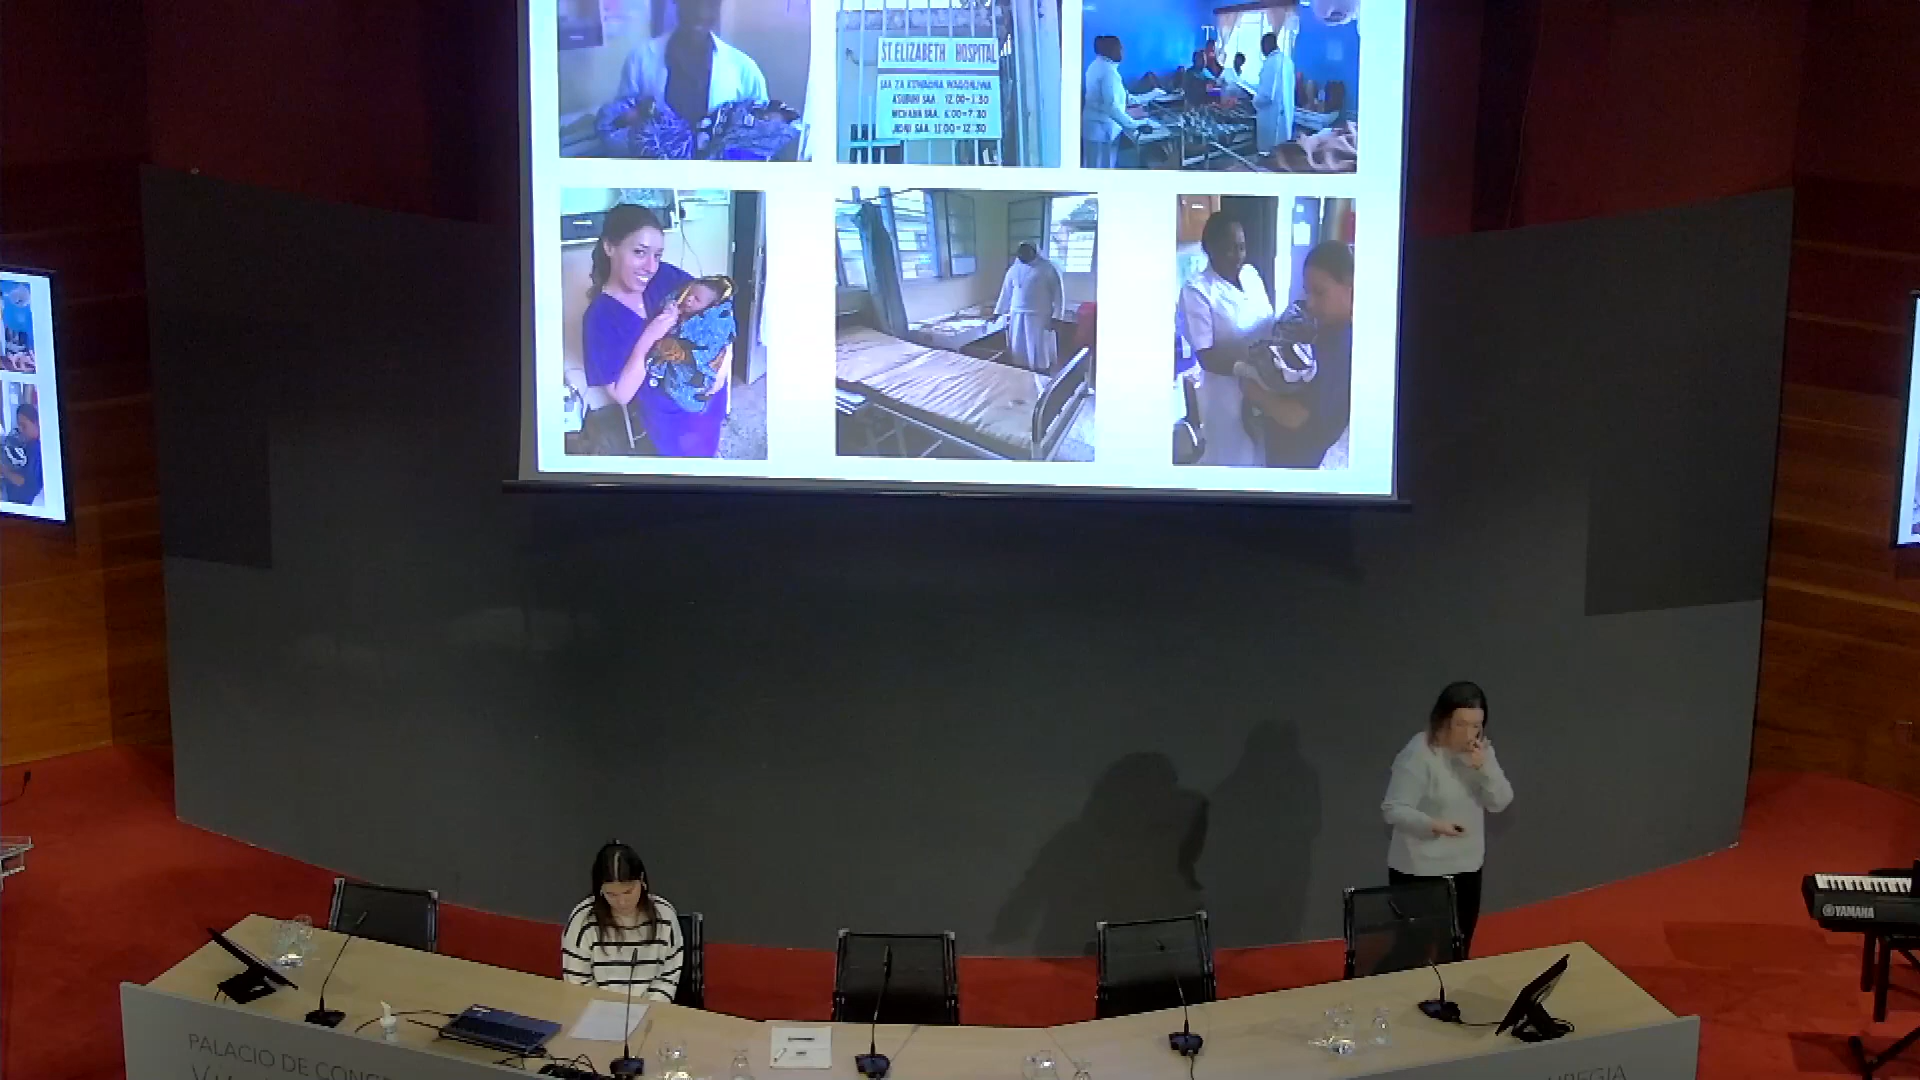 ST.ELIZABETH HOSPITAL
SAA ZA KUWAONA WAGONJWA
ASUBUHI SAA 12.00-1.30
MCHANA SAA 6.00-7.30
JIONI SAA 11.00-12.30
YAMAHA
PALACIO DE